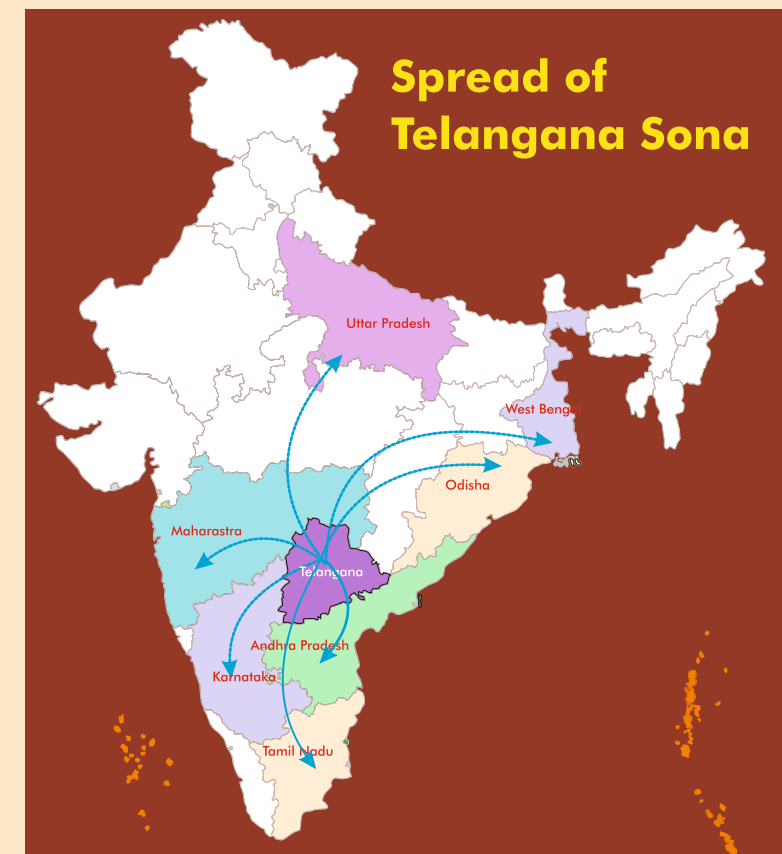 Spread of
Telangana Sona
Uttar Pradesh
West Bengal
Odisha
Maharastra
Telangana
Andhra Pradesh
Karnataka
Tamil Nadu